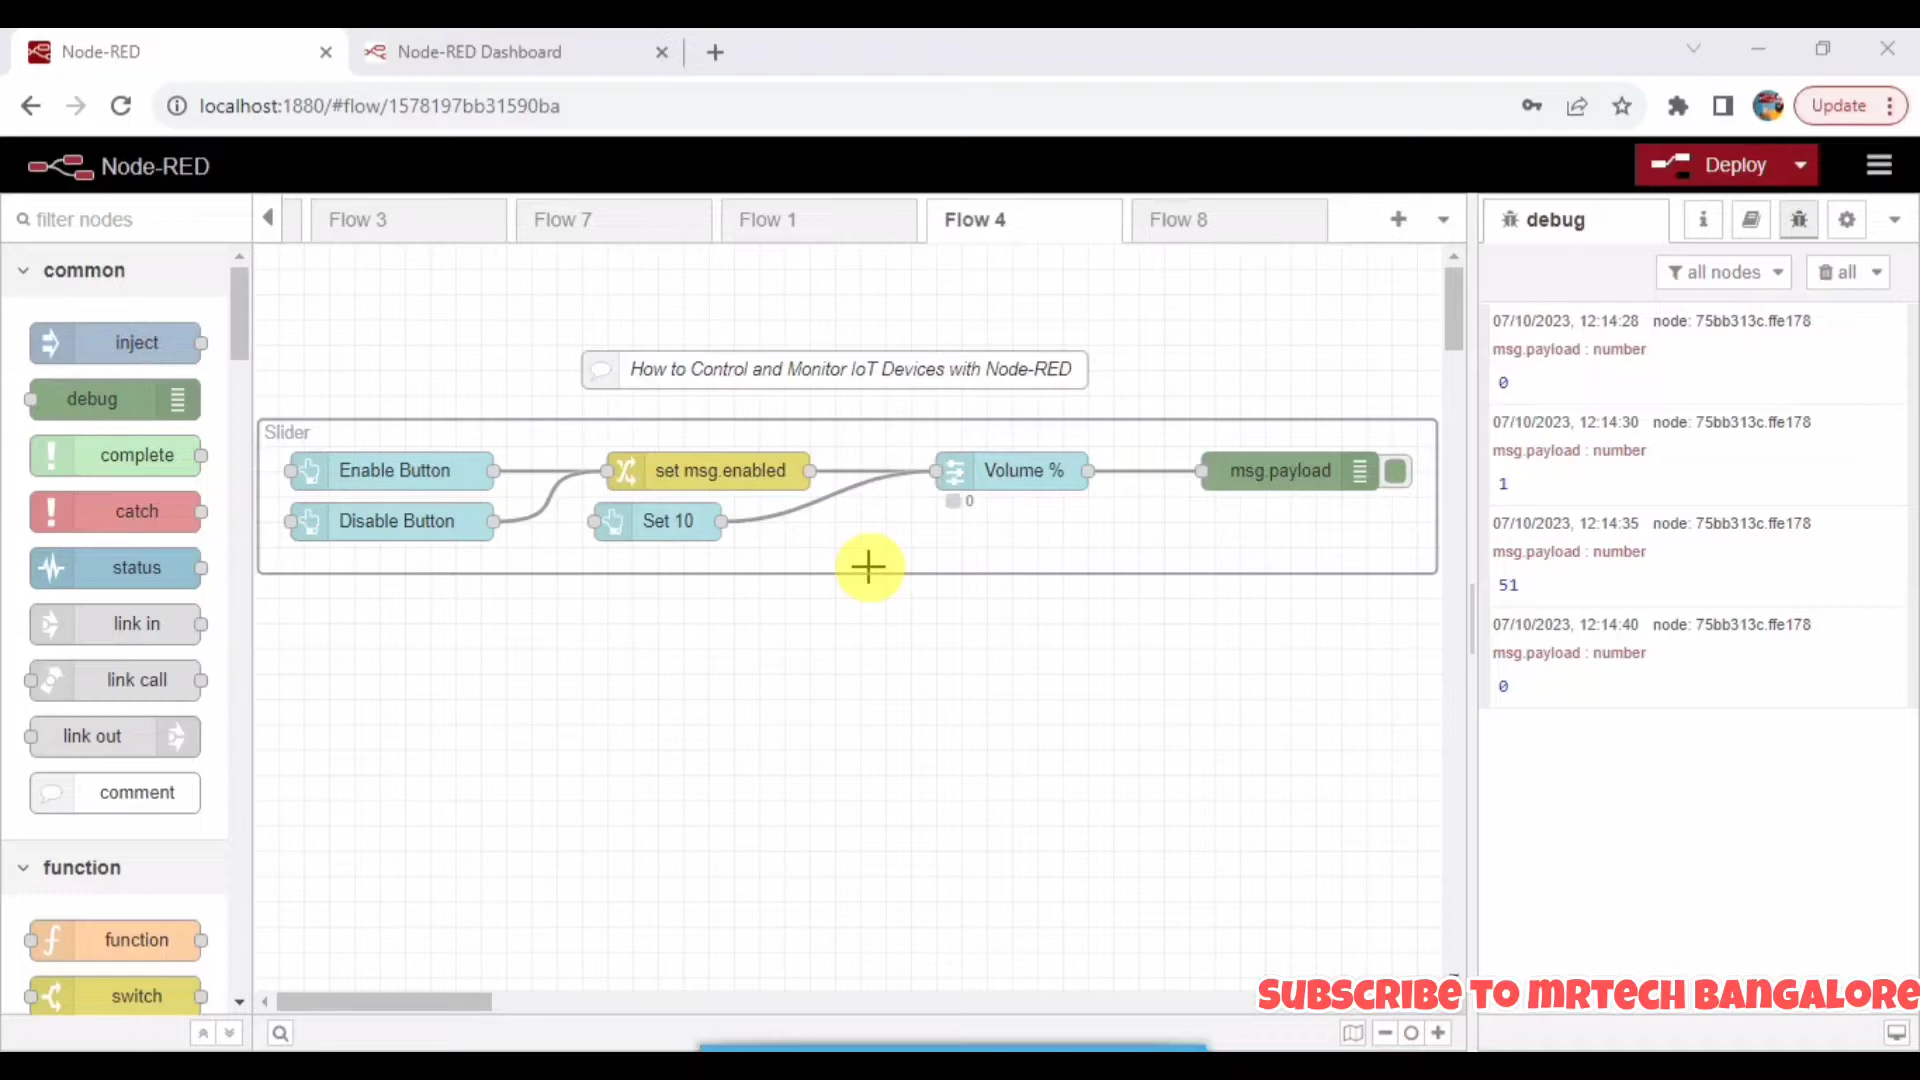 Node-RED
Node-RED Dashboard
localhost:1880/#flow/1578197bb31590ba
Update
Node-RED
Deploy
filter nodes
Flow 3
Flow 7
Flow 1
Flow 4
Flow 8
debug
common
all nodes
all
inject
debug
complete
catch
status
link in
link call
link out
comment
function
function
switch
How to Control and Monitor IoT Devices with Node-RED
Slider
Enable Button
set msg.enabled
Volume %
msg.payload
0
Disable Button
Set 10
07/10/2023, 12:14:28 node: 75bb313c.ffe178
msg.payload : number
0
07/10/2023, 12:14:30 node: 75bb313c.ffe178
msg.payload : number
1
07/10/2023, 12:14:35 node: 75bb313c.ffe178
msg.payload : number
51
07/10/2023, 12:14:40 node: 75bb313c.ffe178
msg.payload : number
0
SUBSCRIBE TO MRTECH BANGALORE